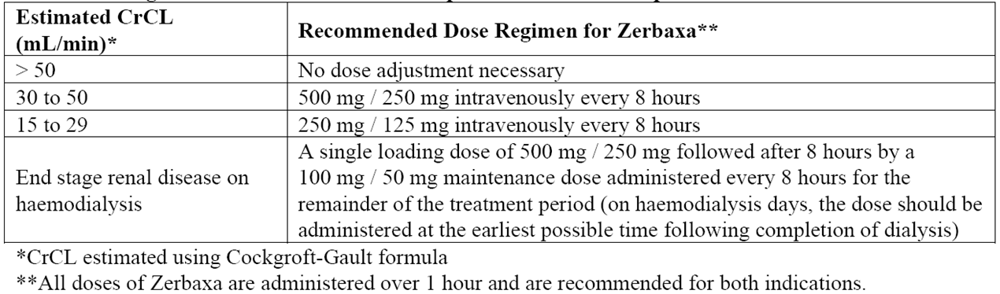 Estimated CrCL
(mL/min)*
Recommended Dose Regimen for Zerbaxa**
> 50
No dose adjustment necessary
30 to 50
500 mg / 250 mg intravenously every 8 hours
15 to 29
250 mg / 125 mg intravenously every 8 hours
End stage renal disease on
haemodialysis
A single loading dose of 500 mg / 250 mg followed after 8 hours by a
100 mg / 50 mg maintenance dose administered every 8 hours for the
remainder of the treatment period (on haemodialysis days, the dose should be
administered at the earliest possible time following completion of dialysis)
*CrCL estimated using Cockgroft-Gault formula
**All doses of Zerbaxa are administered over 1 hour and are recommended for both indications.